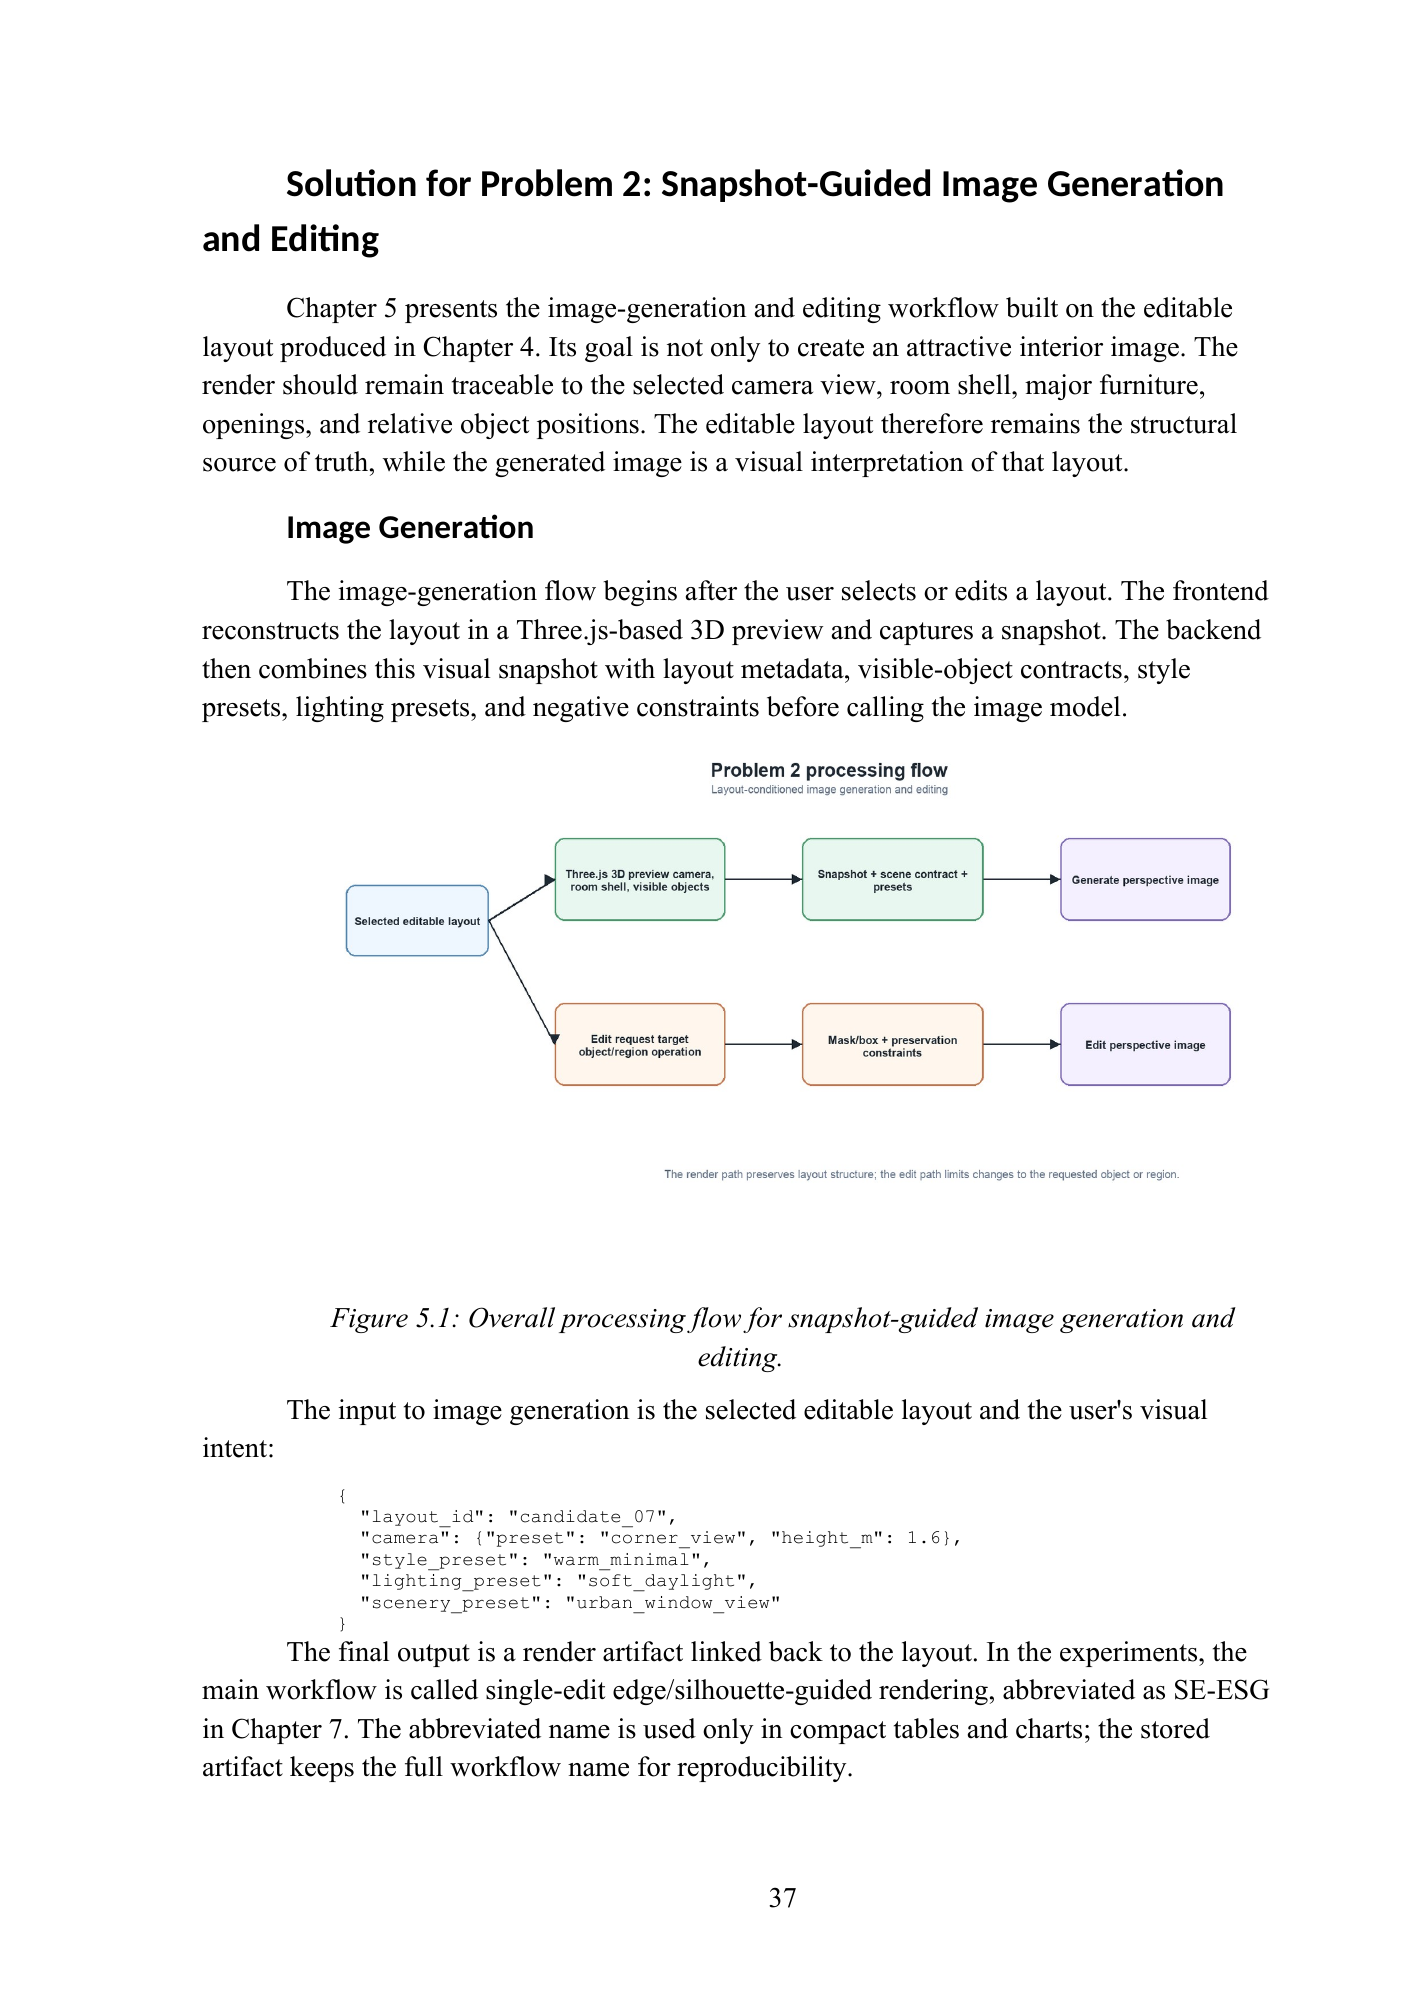 Solution for Problem 2: Snapshot-Guided Image Generation
and Editing
Chapter 5 presents the image-generation and editing workflow built on the editable
layout produced in Chapter 4. Its goal is not only to create an attractive interior image. The
render should remain traceable to the selected camera view, room shell, major furniture,
openings, and relative object positions. The editable layout therefore remains the structural
source of truth, while the generated image is a visual interpretation of that layout.
Image Generation
The image-generation flow begins after the user selects or edits a layout. The frontend
reconstructs the layout in a Three.js-based 3D preview and captures a snapshot. The backend
then combines this visual snapshot with layout metadata, visible-object contracts, style
presets, lighting presets, and negative constraints before calling the image model.
Problem 2 processing flow
Layout-conditioned image generation and editing
Selected editable layout
Three.js 3D preview camera,
room shell, visible objects
Snapshot + scene contract +
presets
Generate perspective image
Edit request target
object/region operation
Mask/box + preservation
constraints
Edit perspective image
The render path preserves layout structure; the edit path limits changes to the requested object or region.
Figure 5.1: Overall processing flow for snapshot-guided image generation and
editing.
The input to image generation is the selected editable layout and the user's visual
intent:
{
"layout_id": "candidate_07",
"camera": {"preset": "corner_view", "height_m": 1.6},
"style_preset": "warm_minimal",
"lighting_preset": "soft_daylight",
"scenery_preset": "urban_window_view"
}
The final output is a render artifact linked back to the layout. In the experiments, the
main workflow is called single-edit edge/silhouette-guided rendering, abbreviated as SE-ESG
in Chapter 7. The abbreviated name is used only in compact tables and charts; the stored
artifact keeps the full workflow name for reproducibility.
37